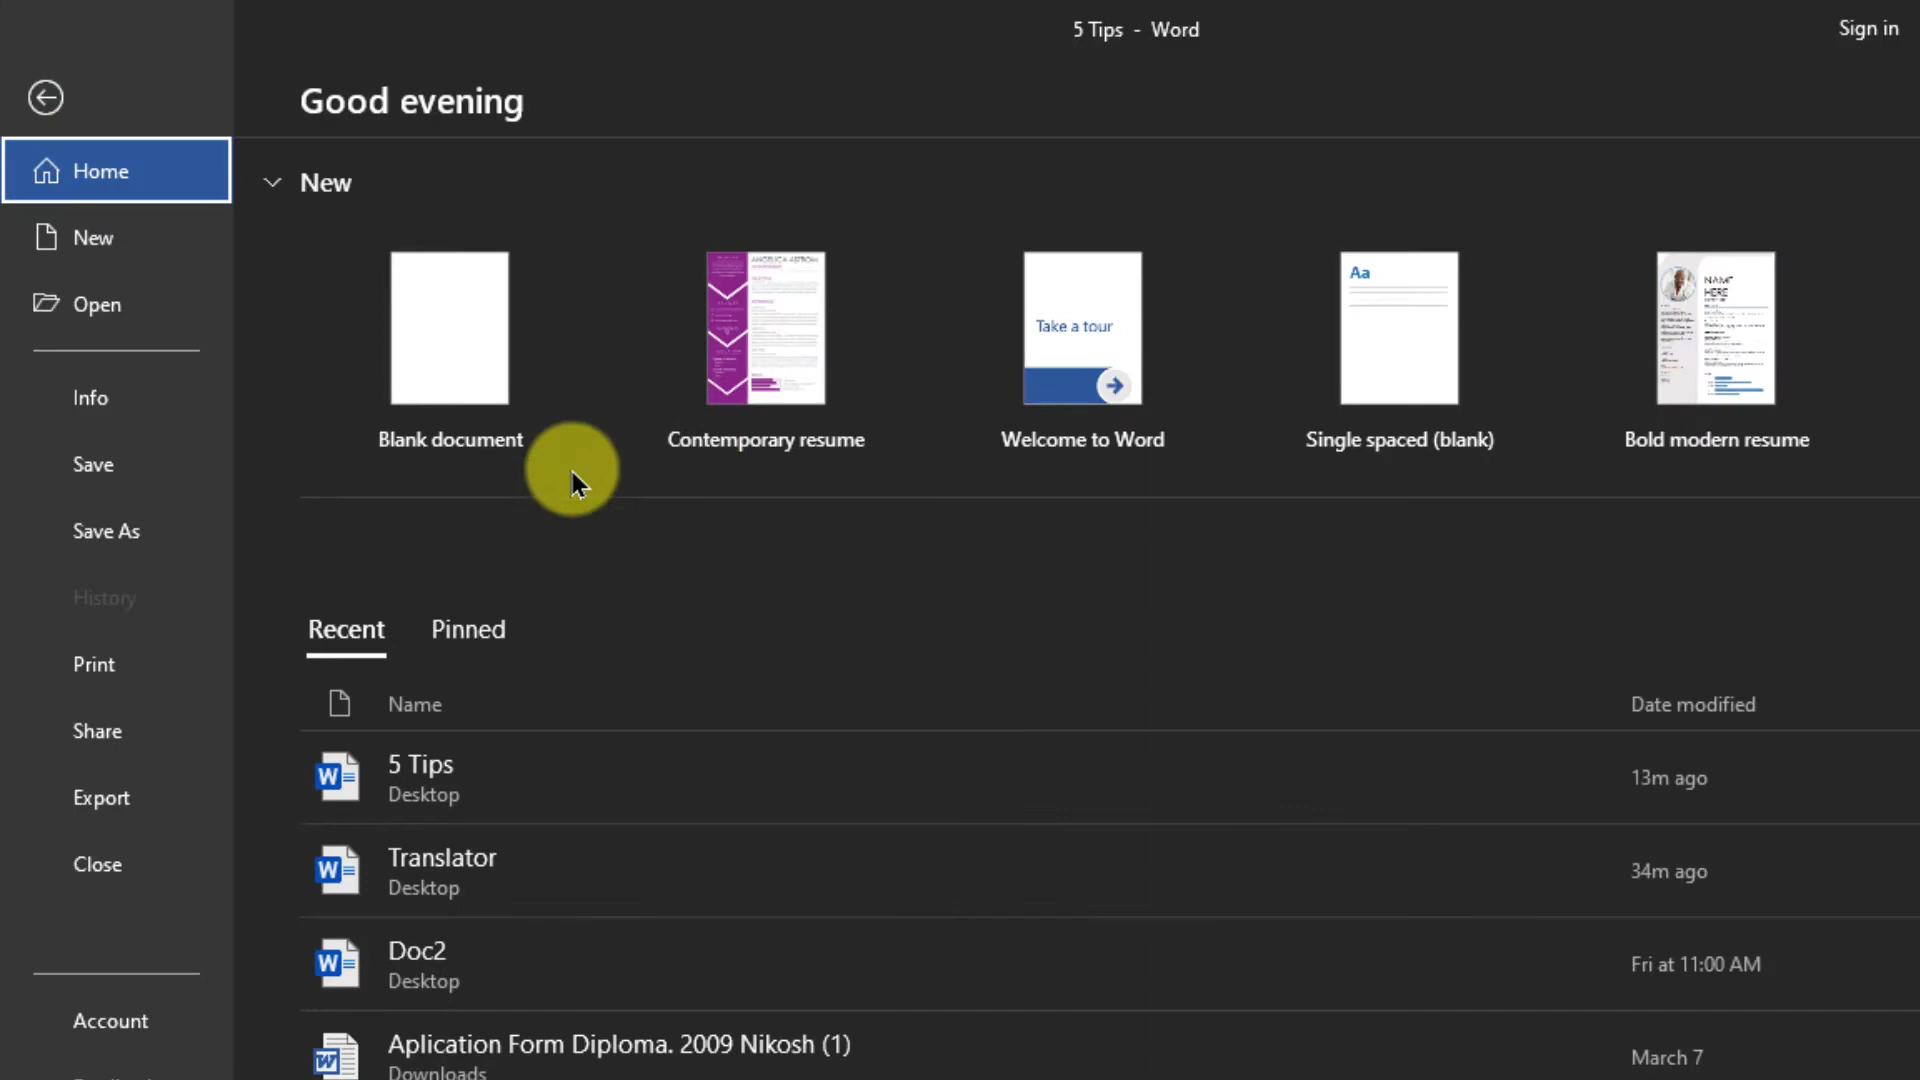 5 Tips - Word
Sign in
Good evening
Home
New
Open
Info
Save
Save As
History
Print
Share
Export
Close
Account
New
Take a tour
Aa
NAME
HERE
Blank document
Contemporary resume
Welcome to Word
Single spaced (blank)
Bold modern resume
Recent
Pinned
Name
Date modified
5 Tips
Desktop
13m ago
Translator
Desktop
34m ago
Doc2
Desktop
Fri at 11:00 AM
Aplication Form Diploma. 2009 Nikosh (1)
Downloads
March 7